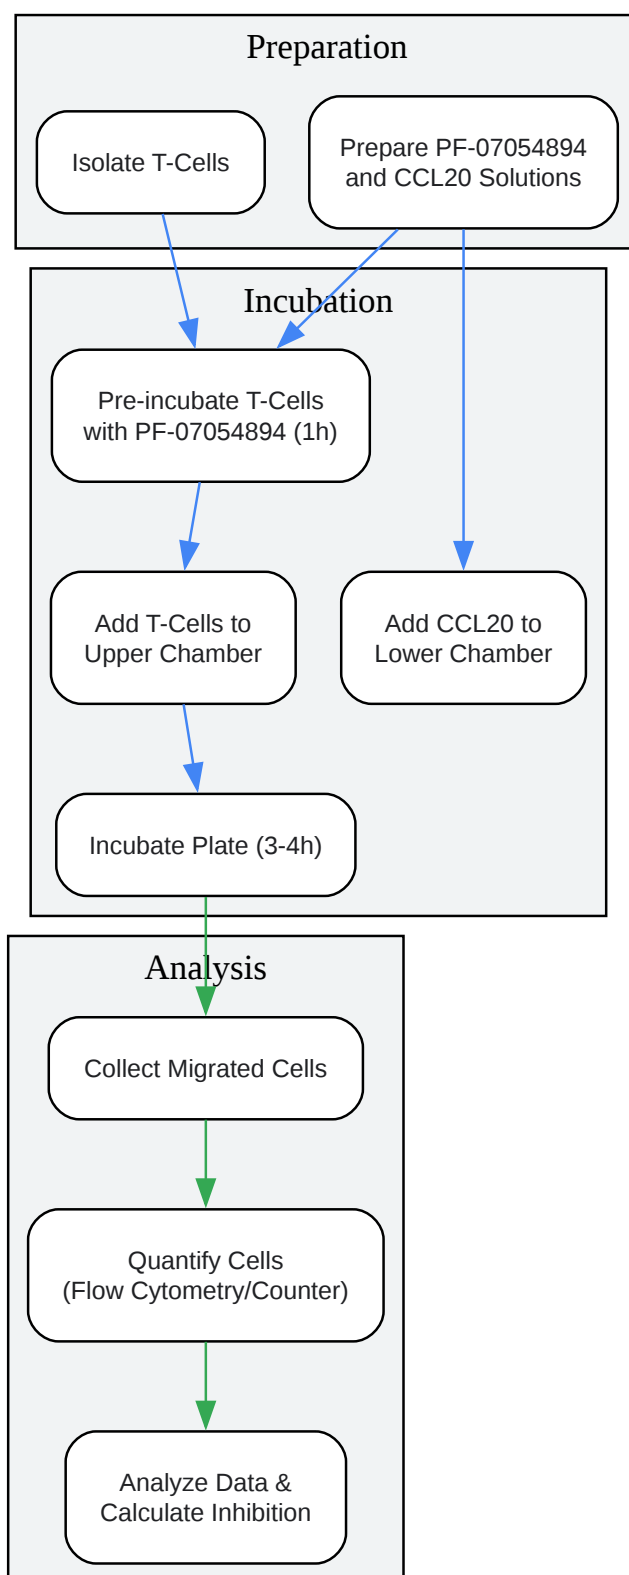 Preparation
Isolate T-Cells
Prepare PF-07054894
and CCL20 Solutions
Incubation
Pre-incubate T-Cells
with PF-07054894 (1h)
Add T-Cells to
Upper Chamber
Add CCL20 to
Lower Chamber
Incubate Plate (3-4h)
Analysis
Collect Migrated Cells
Quantify Cells
(Flow Cytometry/Counter)
Analyze Data &
Calculate Inhibition